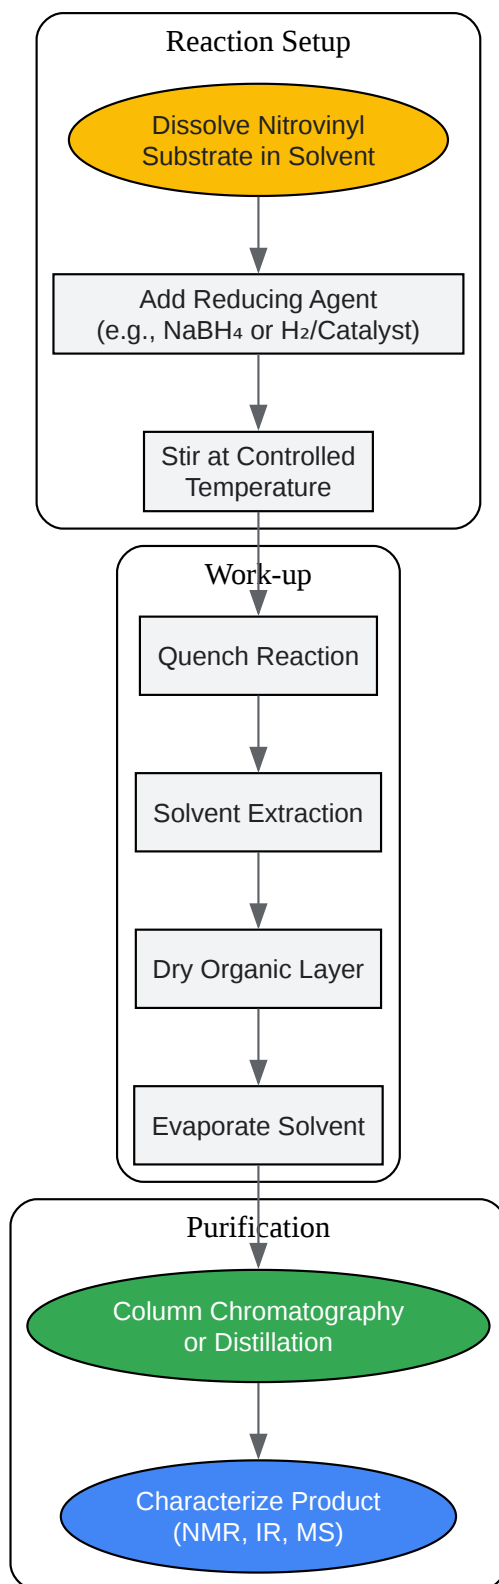 Reaction Setup
Dissolve Nitrovinyl
Substrate in Solvent
Add Reducing Agent
(e.g., NaBH₄ or H₂/Catalyst)
Stir at Controlled
Temperature
Work-up
Quench Reaction
Solvent Extraction
Dry Organic Layer
Evaporate Solvent
Purification
Column Chromatography
or Distillation
Characterize Product
(NMR, IR, MS)